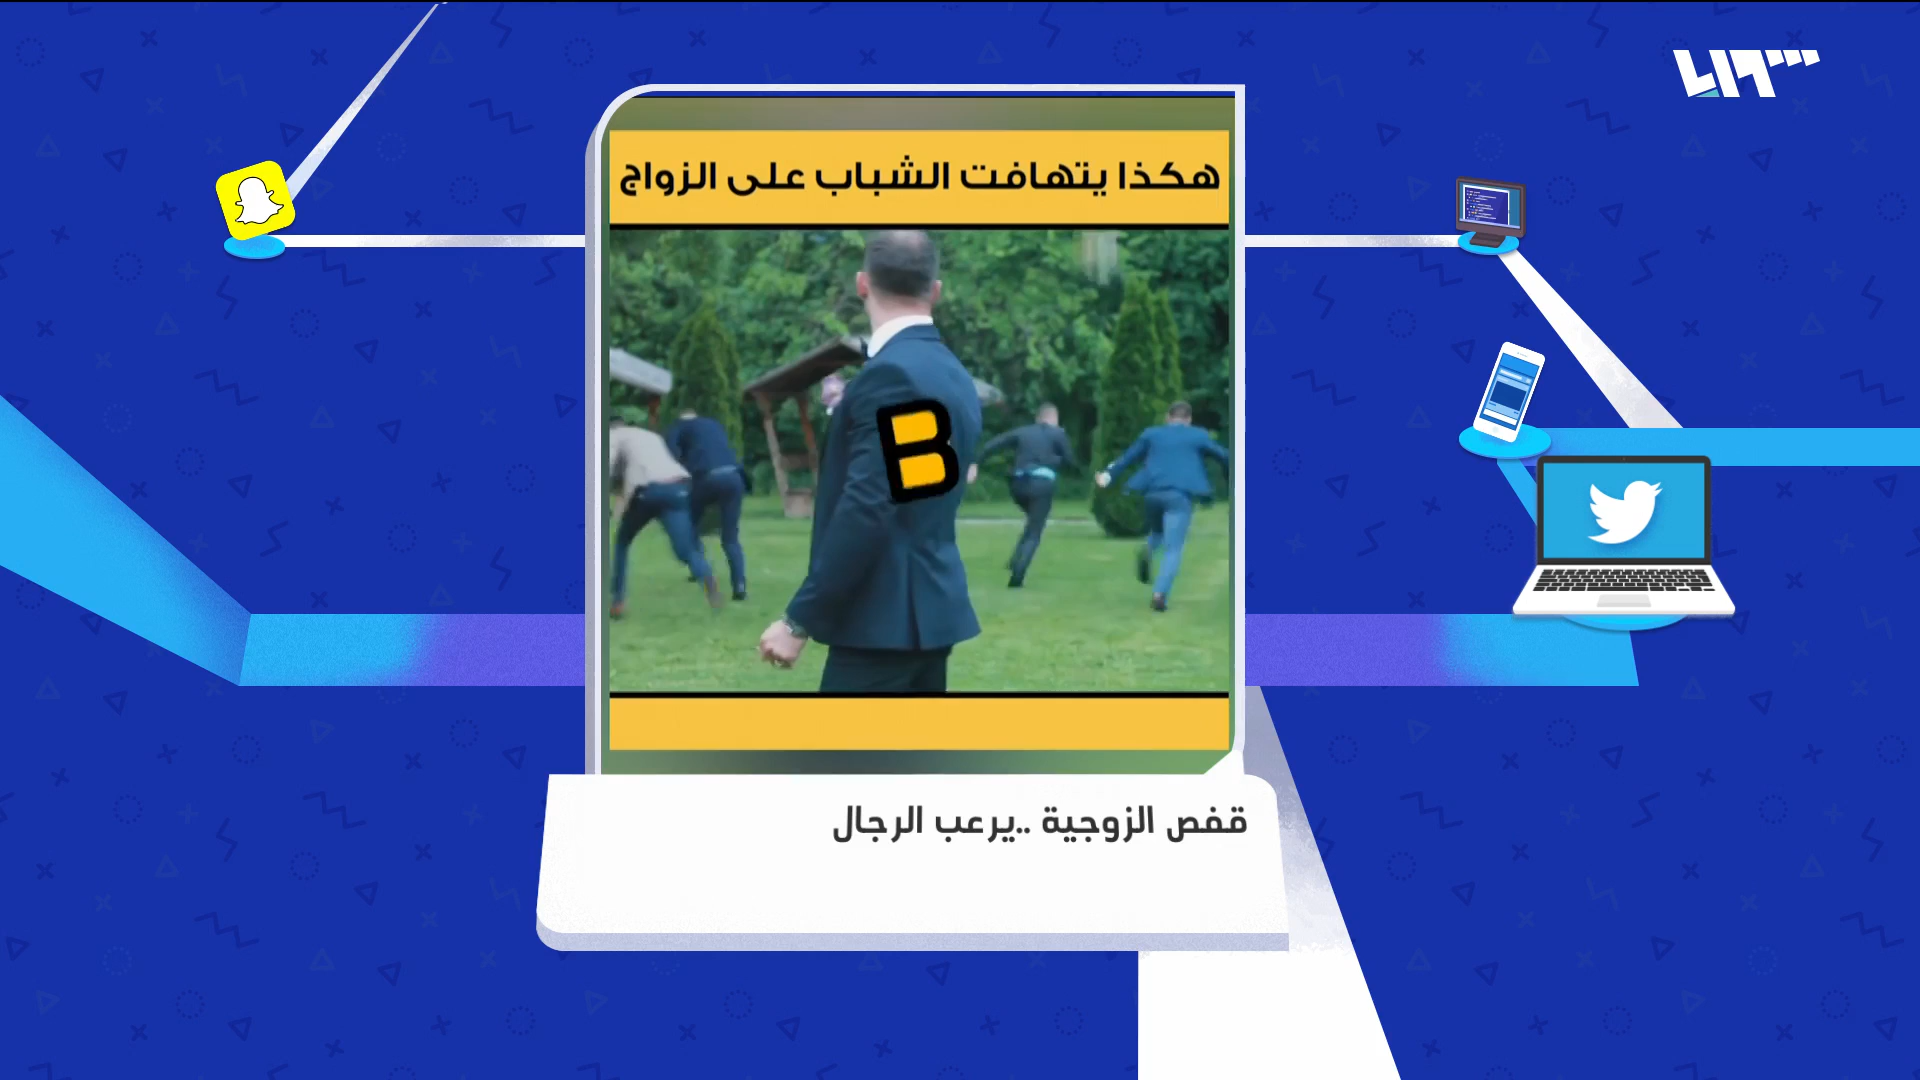 هكذا يتهافت الشباب على الزواج
B
قفص الزوجية ..يرعب الرجال